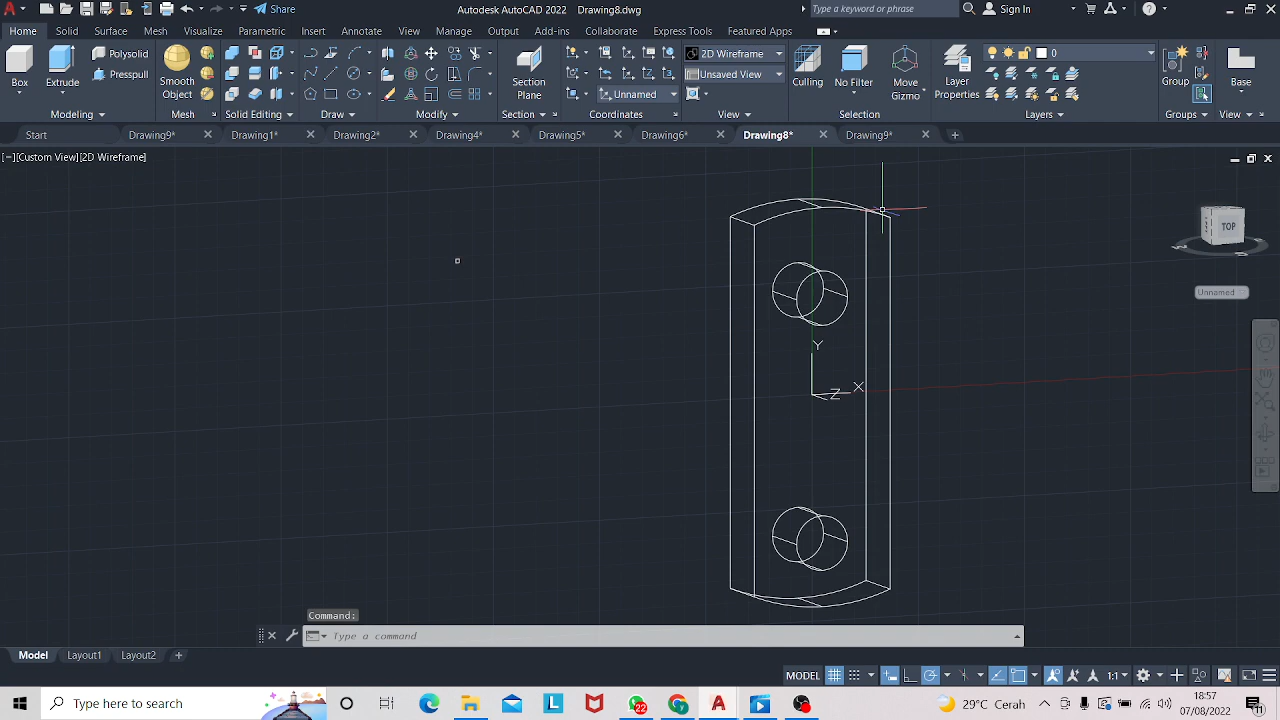 Share
Autodesk AutoCAD 2022 Drawing8.dwg
Type a keyword or phrase
Sign In
Home Solid Surface Mesh Visualize Parametric Insert Annotate View Manage Output Add-ins Collaborate Express Tools Featured Apps
Box
Extrude
Polysolid
Presspull
Smooth
Object
Section
Plane
2D Wireframe
Unsaved View
Unnamed
Culling
No Filter
Move
Gizmo
Layer
Properties
0
Group
Base
Modeling Mesh Solid Editing Draw Modify Section Coordinates View Selection Layers Groups View
Start Drawing9* Drawing1* Drawing2* Drawing4* Drawing5* Drawing6* Drawing8* Drawing9*
[−][Custom View][2D Wireframe]
TOP
Unnamed
Y
Z
X
Command:
Type a command
Model Layout1 Layout2
MODEL
1:1
Type here to search
L
22
A
29°C Cerah
18:57
07/08/2022